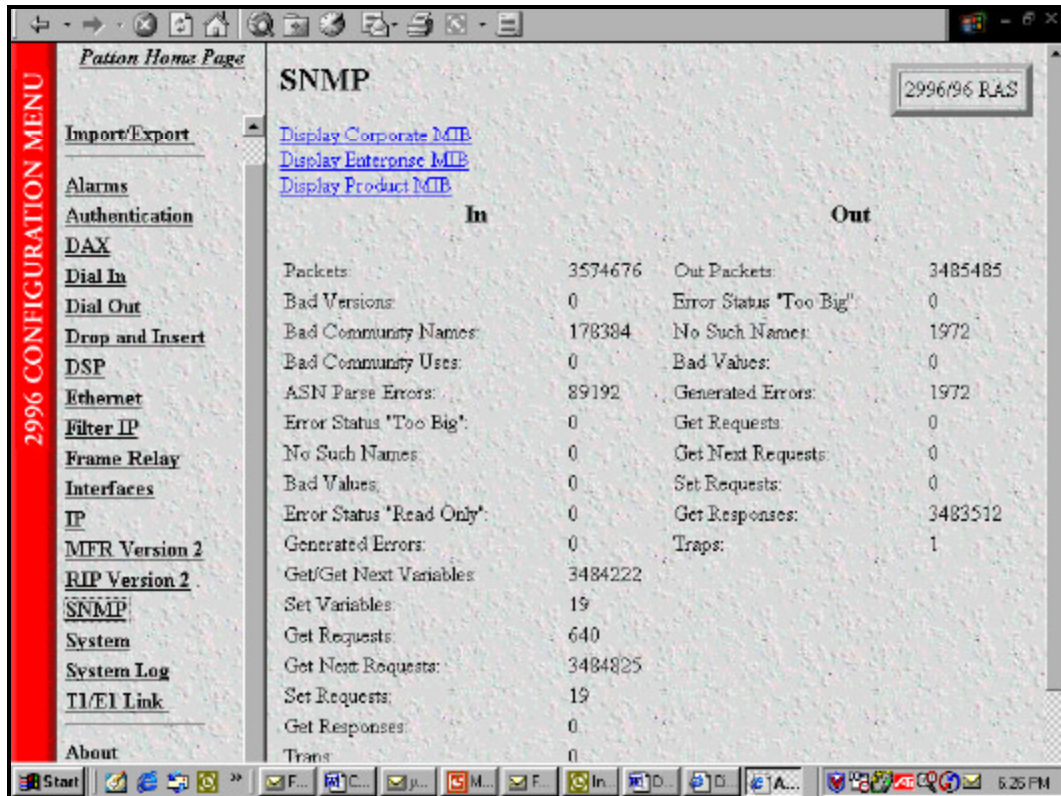 2996 CONFIGURATION MENU
Patton Home Page
Import/Export
Alarms
Authentication
DAX
Dial In
Dial Out
Drop and Insert
DSP
Ethernet
Filter IP
Frame Relay
Interfaces
IP
MFR Version 2
RIP Version 2
SNMP
System
System Log
T1/E1 Link
About
SNMP
2996/96 RAS
Display Corporate MIB
Display Enterprise MIB
Display Product MIB
In Out
Packets: 3574676 Out Packets: 3485485
Bad Versions: 0 Error Status "Too Big": 0
Bad Community Names: 178384 No Such Names: 1972
Bad Community Uses: 0 Bad Values: 0
ASN Parse Errors: 89192 Generated Errors: 1972
Error Status "Too Big": 0 Get Requests: 0
No Such Names: 0 Get Next Requests: 0
Bad Values: 0 Set Requests: 0
Error Status "Read Only": 0 Get Responses: 3483512
Generated Errors: 0 Traps: 1
Get/Get Next Variables: 3484222
Set Variables: 19
Get Requests: 640
Get Next Requests: 3484825
Set Requests: 19
Get Responses: 0
Traps: 0
Start » F... C... M... F... In... D... D... A... 6:26 PM